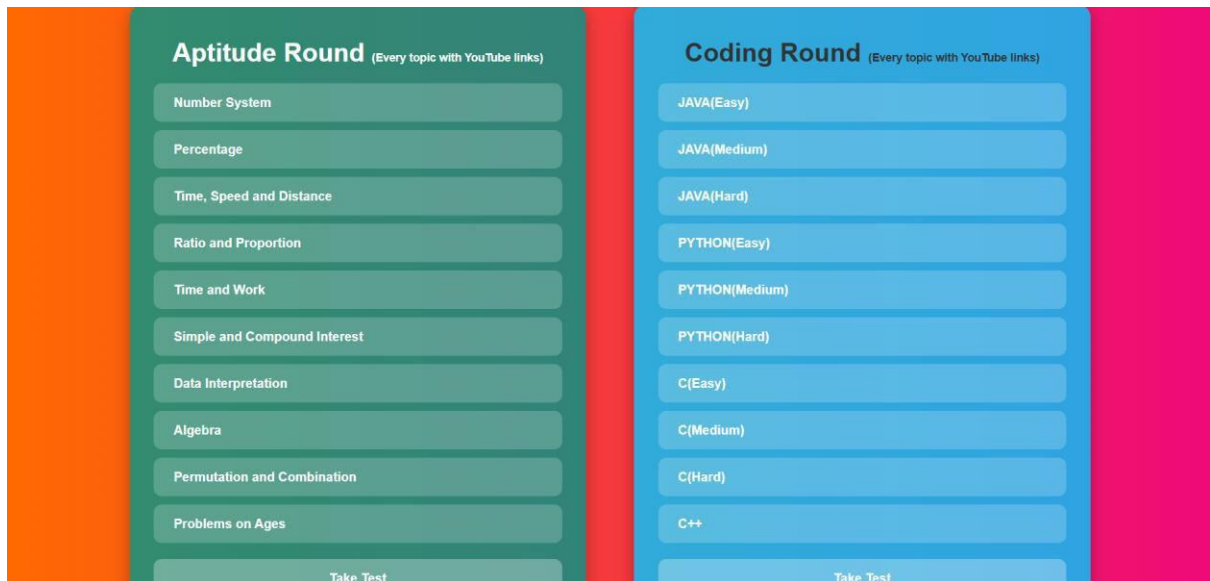 Aptitude Round (Every topic with YouTube links)
Number System
Percentage
Time, Speed and Distance
Ratio and Proportion
Time and Work
Simple and Compound Interest
Data Interpretation
Algebra
Permutation and Combination
Problems on Ages
Take Test
Coding Round (Every topic with YouTube links)
JAVA(Easy)
JAVA(Medium)
JAVA(Hard)
PYTHON(Easy)
PYTHON(Medium)
PYTHON(Hard)
C(Easy)
C(Medium)
C(Hard)
C++
Take Test